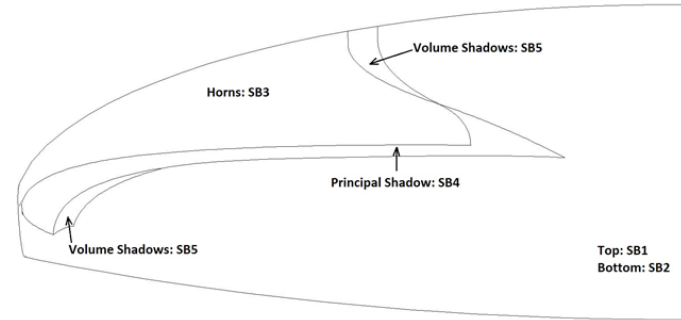 Volume Shadows: SB5
Horns: SB3
Principal Shadow: SB4
Volume Shadows: SB5
Top: SB1
Bottom: SB2